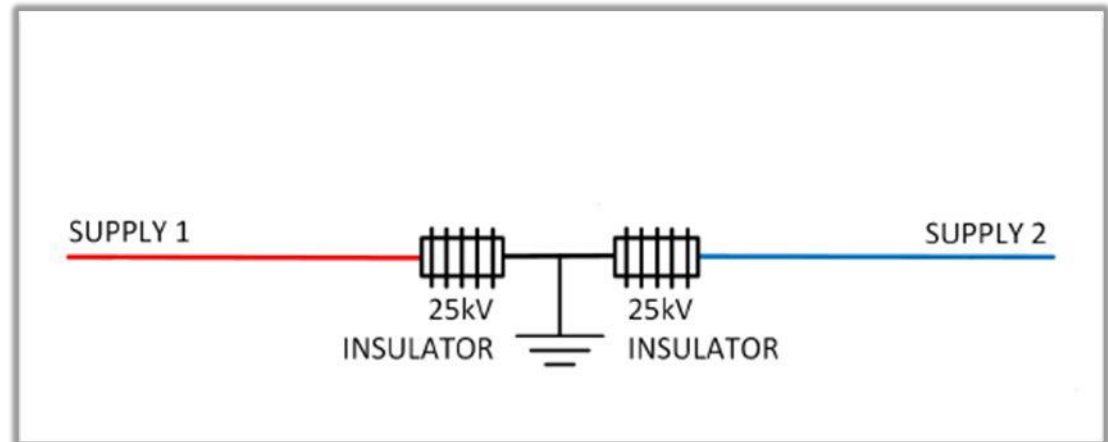 SUPPLY 1
SUPPLY 2
25kV
INSULATOR
25kV
INSULATOR